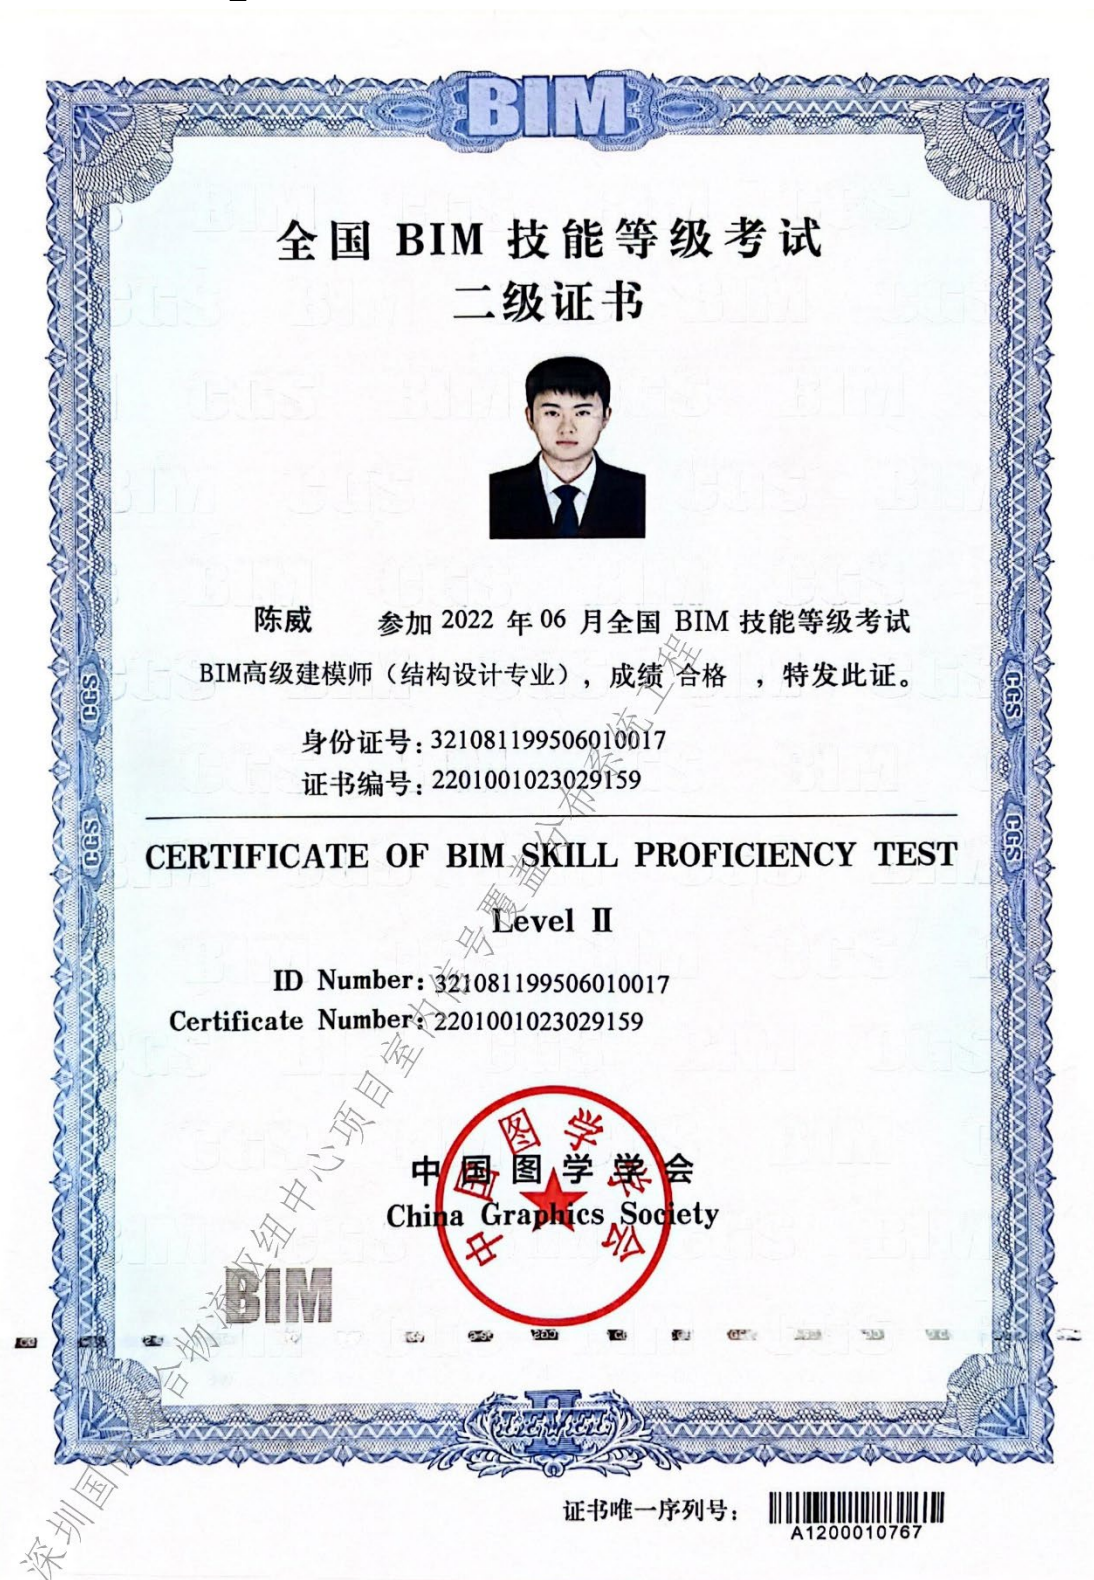 BIM
全国 BIM 技能等级考试
二级证书
陈威 参加 2022 年 06 月全国 BIM 技能等级考试
BIM高级建模师（结构设计专业），成绩 合格 ，特发此证。
身份证号: 321081199506010017
证书编号: 2201001023029159
CGS
CGS
CGS
CGS
CERTIFICATE OF BIM SKILL PROFICIENCY TEST
Level Ⅱ
ID Number: 321081199506010017
Certificate Number: 2201001023029159
中国图学学会
中国图学学会
China Graphics Society
BIM
证书唯一序列号:
A1200010767